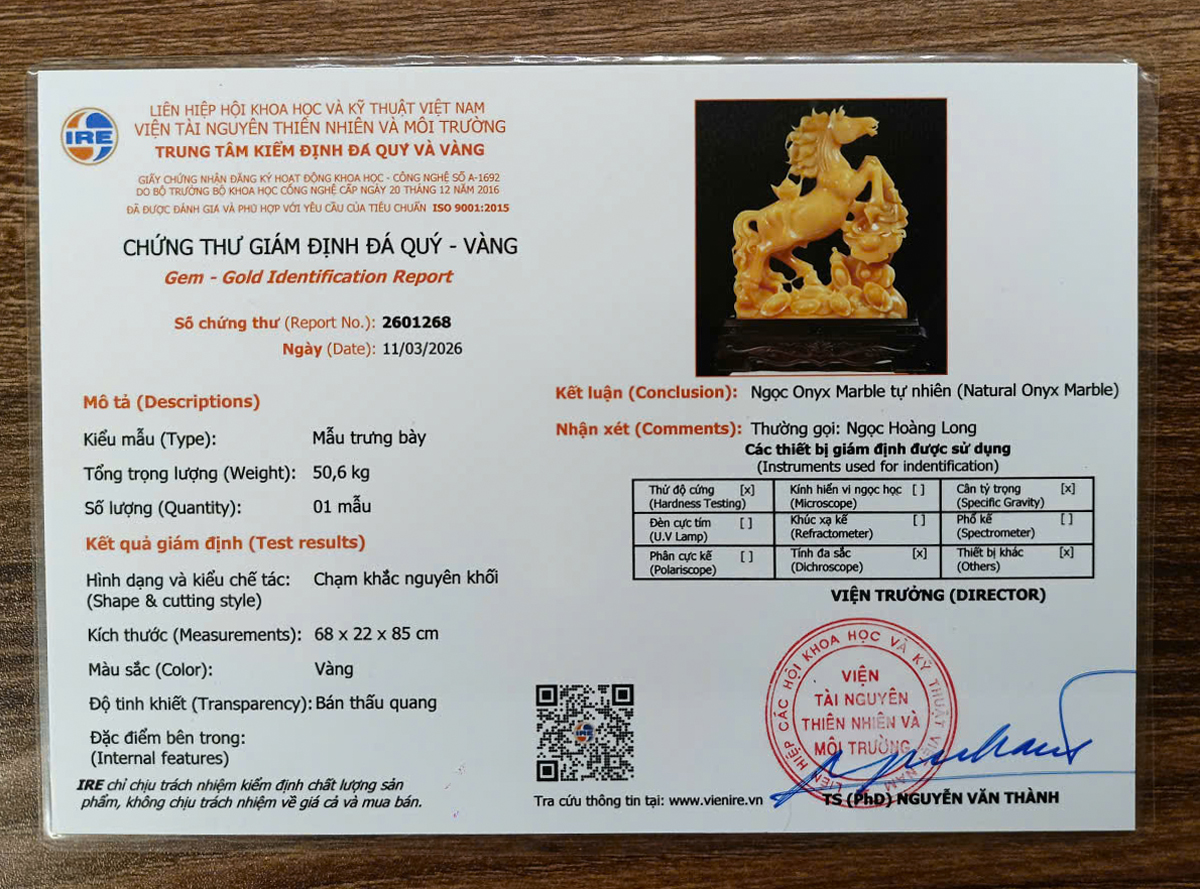 IRE
LIÊN HIỆP HỘI KHOA HỌC VÀ KỸ THUẬT VIỆT NAM
VIỆN TÀI NGUYÊN THIÊN NHIÊN VÀ MÔI TRƯỜNG
TRUNG TÂM KIỂM ĐỊNH ĐÁ QUÝ VÀ VÀNG
GIẤY CHỨNG NHẬN ĐĂNG KÝ HOẠT ĐỘNG KHOA HỌC - CÔNG NGHỆ SỐ A-1692
DO BỘ TRƯỞNG BỘ KHOA HỌC CÔNG NGHỆ CẤP NGÀY 20 THÁNG 12 NĂM 2016
ĐÃ ĐƯỢC ĐÁNH GIÁ VÀ PHÙ HỢP VỚI YÊU CẦU CỦA TIÊU CHUẨN ISO 9001:2015
CHỨNG THƯ GIÁM ĐỊNH ĐÁ QUÝ - VÀNG
Gem - Gold Identification Report
Số chứng thư (Report No.): 2601268
Ngày (Date): 11/03/2026
Mô tả (Descriptions)
Kiểu mẫu (Type): Mẫu trưng bày
Tổng trọng lượng (Weight): 50,6 kg
Số lượng (Quantity): 01 mẫu
Kết quả giám định (Test results)
Hình dạng và kiểu chế tác: Chạm khắc nguyên khối
(Shape & cutting style)
Kích thước (Measurements): 68 x 22 x 85 cm
Màu sắc (Color): Vàng
Độ tinh khiết (Transparency): Bán thấu quang
Đặc điểm bên trong:
(Internal features)
IRE chỉ chịu trách nhiệm kiểm định chất lượng sản
phẩm, không chịu trách nhiệm về giá cả và mua bán.
Kết luận (Conclusion): Ngọc Onyx Marble tự nhiên (Natural Onyx Marble)
Nhận xét (Comments): Thường gọi: Ngọc Hoàng Long
Các thiết bị giám định được sử dụng
(Instruments used for indentification)
Thử độ cứng [x] Kính hiển vi ngọc học [ ] Cân tỷ trọng [x]
(Hardness Testing) (Microscope) (Specific Gravity)
Đèn cực tím [ ] Khúc xạ kế [ ] Phổ kế [ ]
(U.V Lamp) (Refractometer) (Spectrometer)
Phân cực kế [ ] Tính đa sắc [x] Thiết bị khác [x]
(Polariscope) (Dichroscope) (Others)
VIỆN TRƯỞNG (DIRECTOR)
LIÊN HIỆP CÁC HỘI KHOA HỌC VÀ KỸ THUẬT VIỆT NAM
VIỆN
TÀI NGUYÊN
THIÊN NHIÊN VÀ
MÔI TRƯỜNG
IRE
Tra cứu thông tin tại: www.vienire.vn
TS (PhD) NGUYỄN VĂN THÀNH